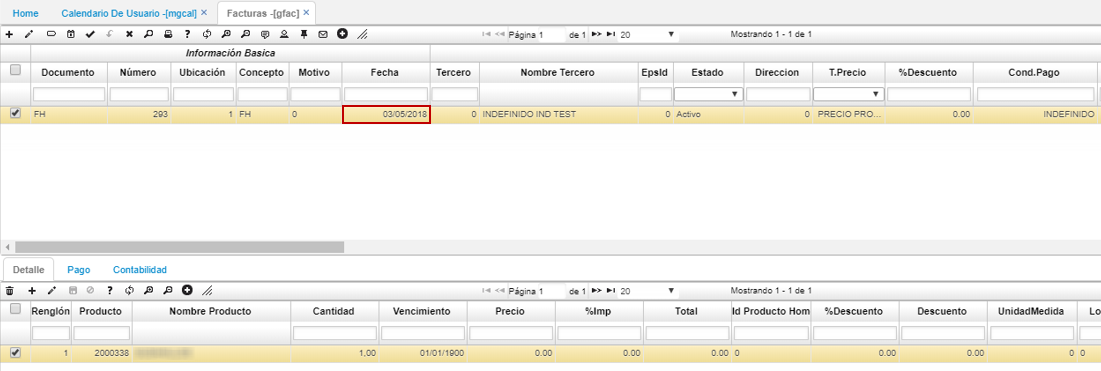 Home Calendario De Usuario -[mgcal] × Facturas -[gfac] ×
Página 1 de 1 20 Mostrando 1 - 1 de 1
Información Basica
Documento Número Ubicación Concepto Motivo Fecha Tercero Nombre Tercero EpsId Estado Direccion T.Precio %Descuento Cond.Pago
FH 293 1 FH 0 03/05/2018 0 INDEFINIDO IND TEST 0 Activo 0 PRECIO PRO... 0.00 INDEFINIDO
Detalle Pago Contabilidad
Página 1 de 1 20 Mostrando 1 - 1 de 1
Renglón Producto Nombre Producto Cantidad Vencimiento Precio %Imp Total Id Producto Hom %Descuento Descuento UnidadMedida Lo
1 2000338 1,00 01/01/1900 0.00 0.00 0.00 0 0.00 0.00 0 0